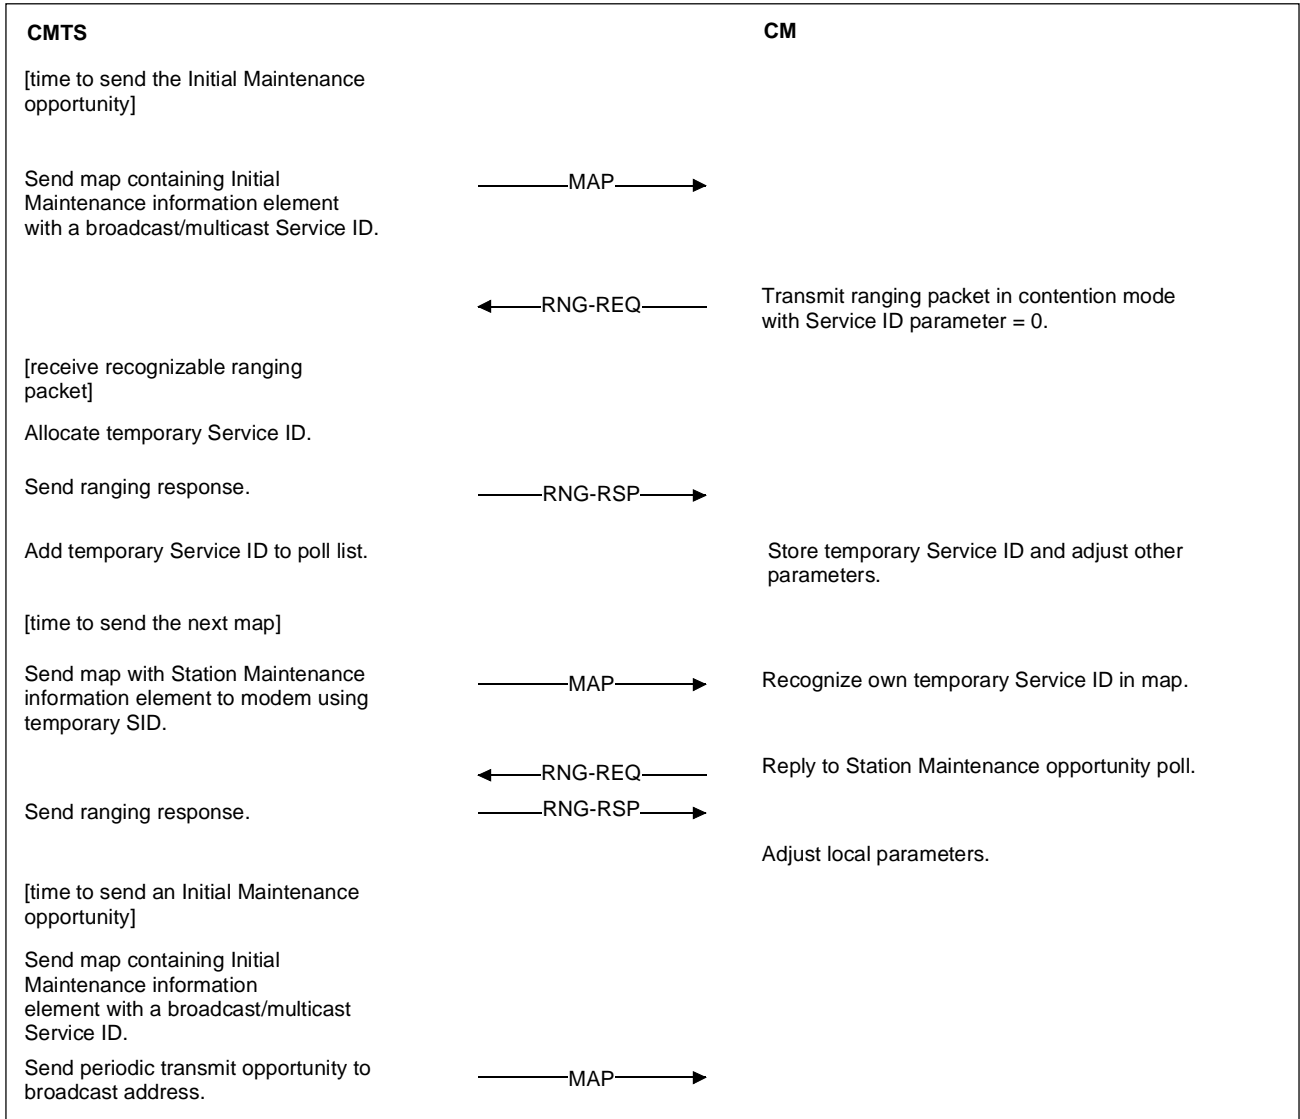 CMTS
CM
[time to send the Initial Maintenance
opportunity]
Send map containing Initial
Maintenance information element
with a broadcast/multicast Service ID.
MAP
RNG-REQ
Transmit ranging packet in contention mode
with Service ID parameter = 0.
[receive recognizable ranging
packet]
Allocate temporary Service ID.
Send ranging response.
RNG-RSP
Add temporary Service ID to poll list.
Store temporary Service ID and adjust other
parameters.
[time to send the next map]
Send map with Station Maintenance
information element to modem using
temporary SID.
MAP
Recognize own temporary Service ID in map.
RNG-REQ
Reply to Station Maintenance opportunity poll.
Send ranging response.
RNG-RSP
Adjust local parameters.
[time to send an Initial Maintenance
opportunity]
Send map containing Initial
Maintenance information
element with a broadcast/multicast
Service ID.
Send periodic transmit opportunity to
broadcast address.
MAP